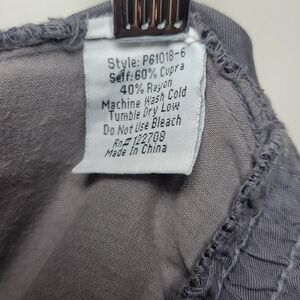 Style: P61018-6
Self: 60% Cupra
40% Rayon
Machine Wash Cold
Tumble Dry Low
Do Not Use Bleach
Rn# 122708
Made In China